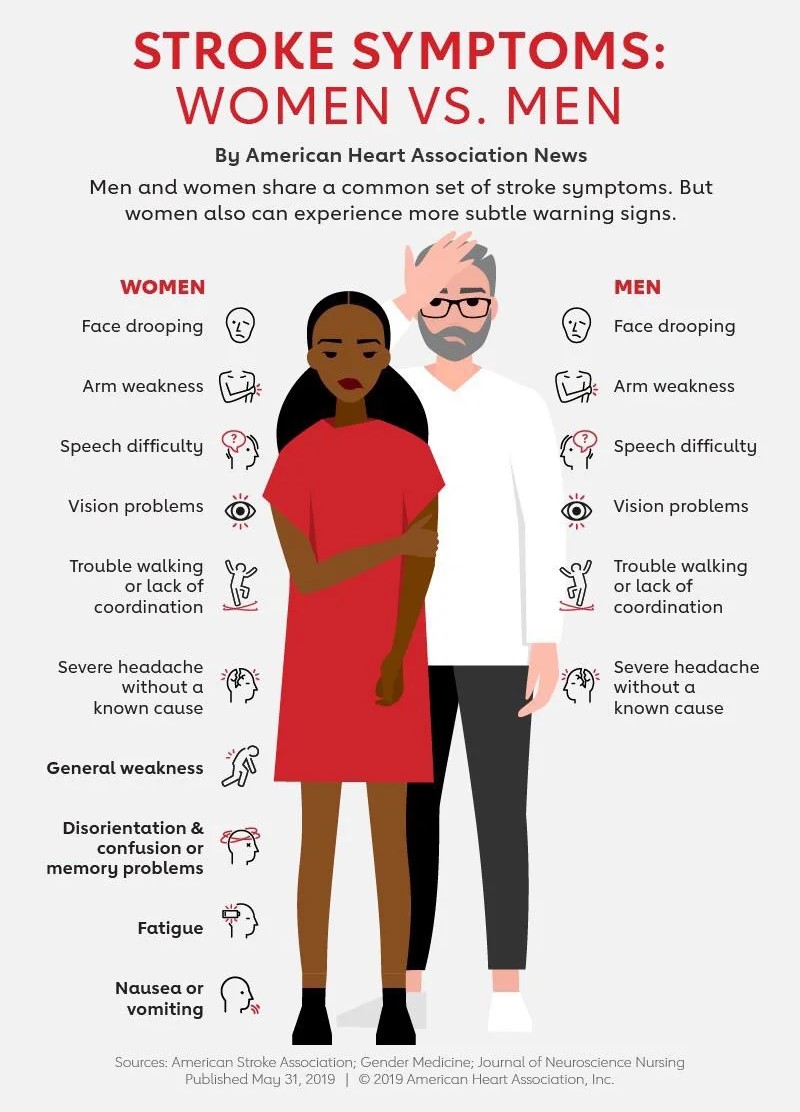 STROKE SYMPTOMS:
WOMEN VS. MEN
By American Heart Association News
Men and women share a common set of stroke symptoms. But
women also can experience more subtle warning signs.
WOMEN
Face drooping
Arm weakness
Speech difficulty
?
Vision problems
Trouble walking
or lack of
coordination
Severe headache
without a
known cause
General weakness
Disorientation &
confusion or
memory problems
Fatigue
Nausea or
vomiting
MEN
Face drooping
Arm weakness
?
Speech difficulty
Vision problems
Trouble walking
or lack of
coordination
Severe headache
without a
known cause
Sources: American Stroke Association; Gender Medicine; Journal of Neuroscience Nursing
Published May 31, 2019 | © 2019 American Heart Association, Inc.